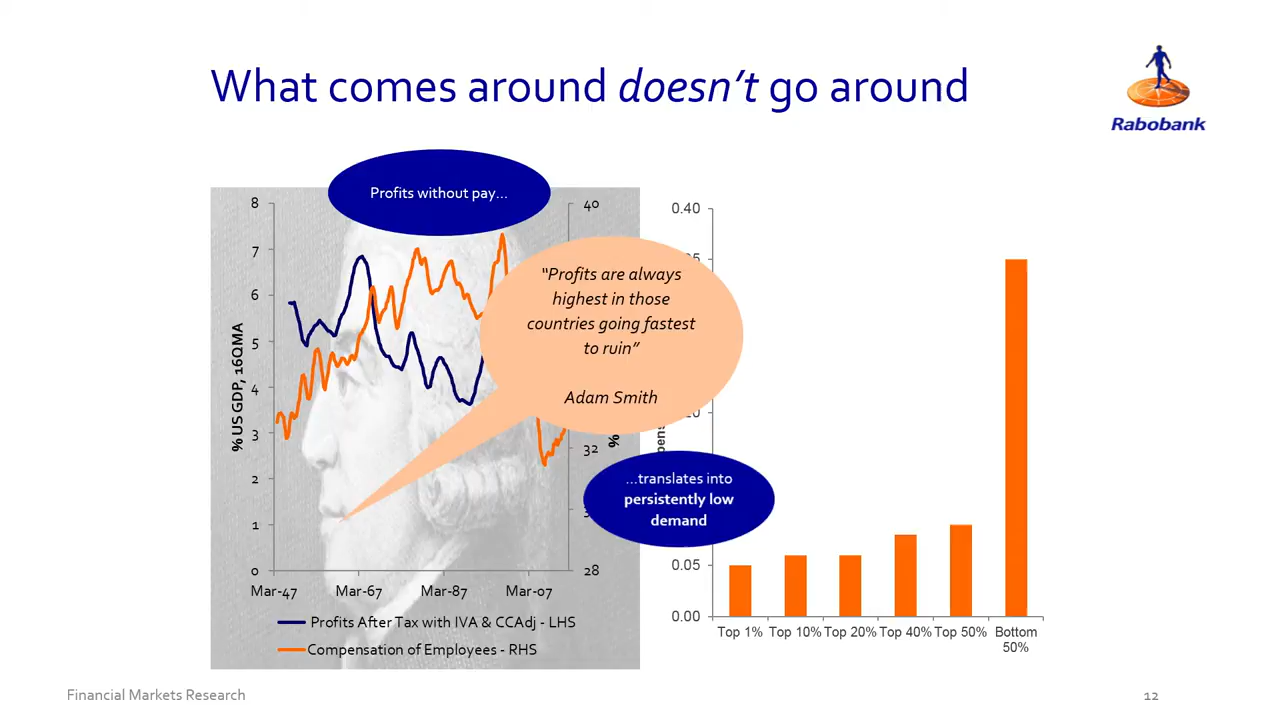 What comes around doesn't go around
Rabobank
Profits without pay...
8
7
6
5
4
3
2
1
0
% US GDP, 16QMA
40
32
28
%
Mar-47 Mar-67 Mar-87 Mar-07
Profits After Tax with IVA & CCAdj - LHS
Compensation of Employees - RHS
“Profits are always
highest in those
countries going fastest
to ruin”
Adam Smith
...translates into
persistently low
demand
0.40
0.05
0.00
Top 1% Top 10% Top 20% Top 40% Top 50% Bottom
50%
Financial Markets Research
12